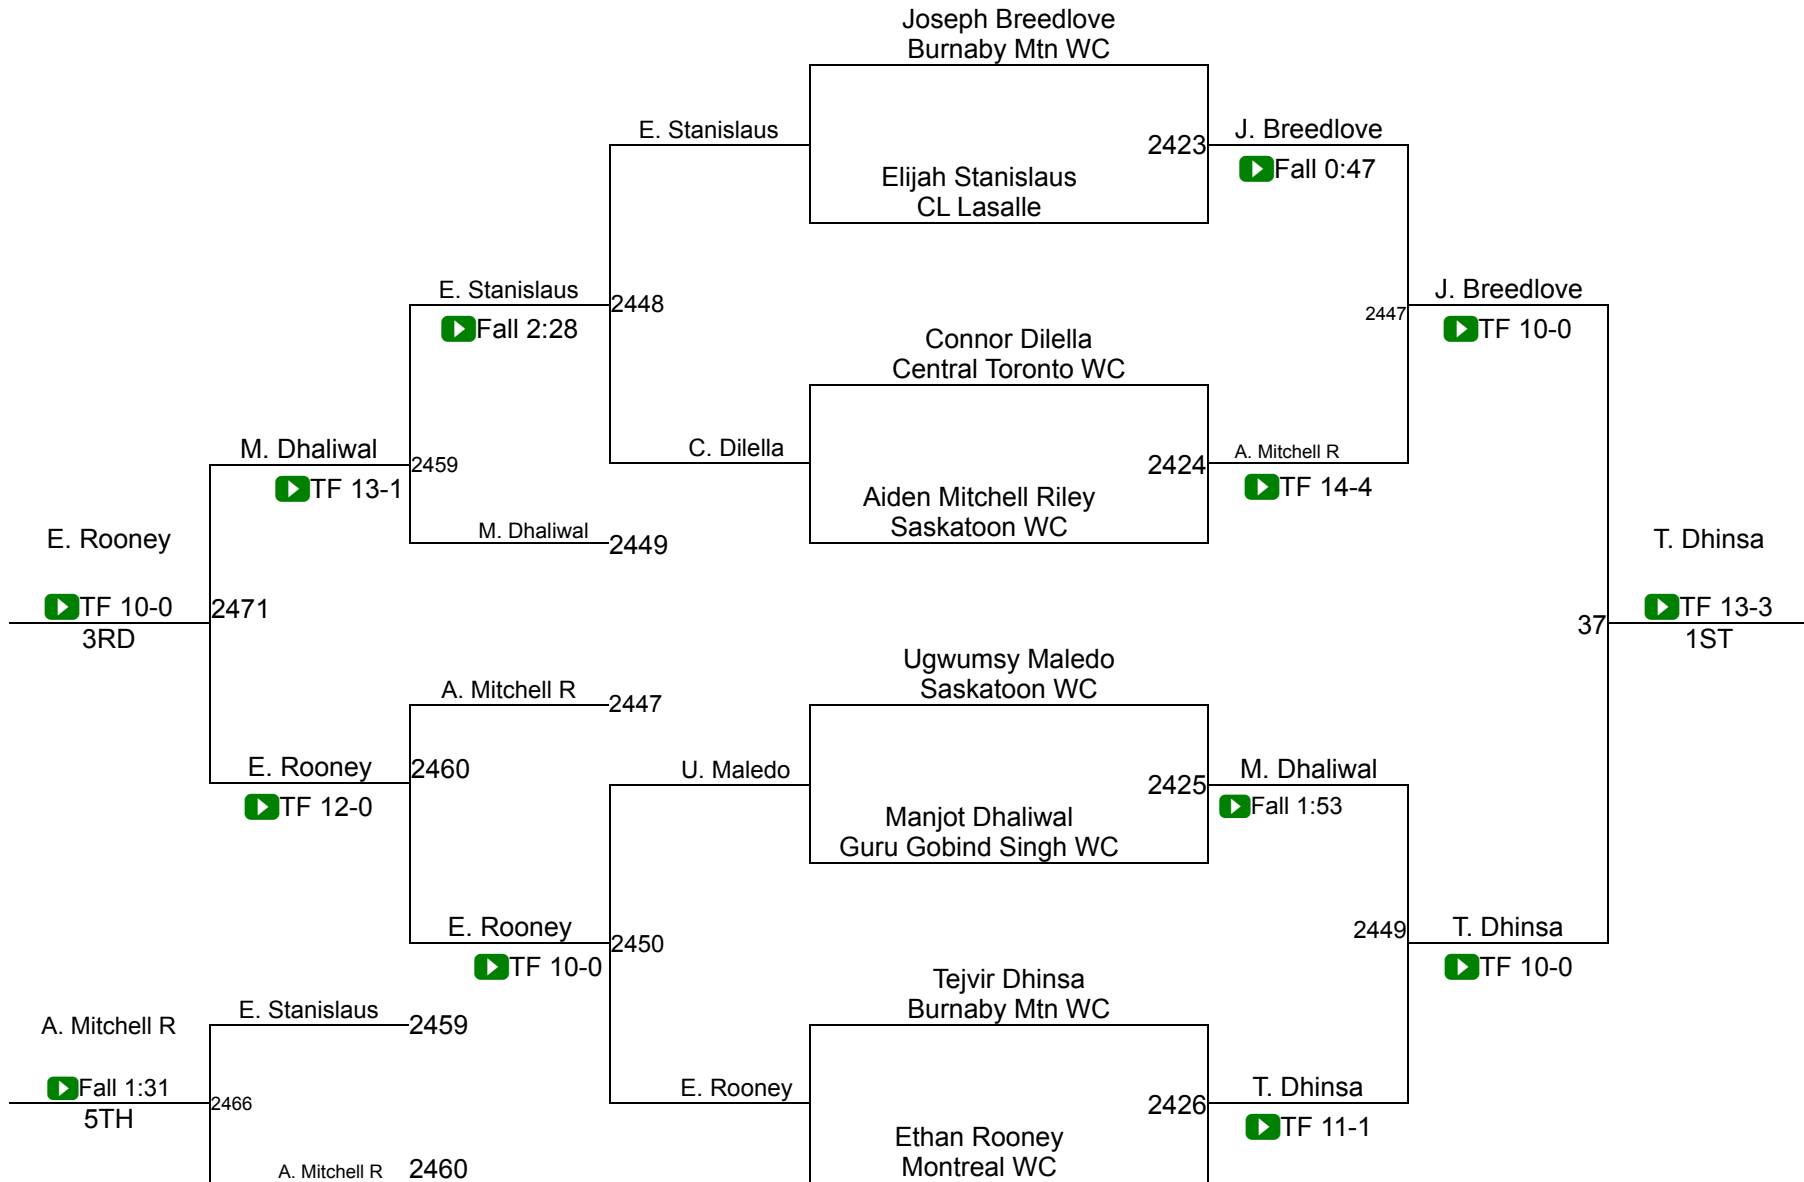 Joseph Breedlove
Burnaby Mtn WC
E. Stanislaus
2423
J. Breedlove
Fall 0:47
Elijah Stanislaus
CL Lasalle
E. Stanislaus
2448
Fall 2:28
2447
J. Breedlove
TF 10-0
Connor Dilella
Central Toronto WC
M. Dhaliwal
2459
TF 13-1
C. Dilella
2424
A. Mitchell R
TF 14-4
Aiden Mitchell Riley
Saskatoon WC
M. Dhaliwal
2449
E. Rooney
TF 10-0
3RD
2471
T. Dhinsa
37
TF 13-3
1ST
Ugwumsy Maledo
Saskatoon WC
A. Mitchell R
2447
E. Rooney
2460
TF 12-0
U. Maledo
2425
M. Dhaliwal
Fall 1:53
Manjot Dhaliwal
Guru Gobind Singh WC
E. Rooney
2450
TF 10-0
2449
T. Dhinsa
TF 10-0
Tejvir Dhinsa
Burnaby Mtn WC
E. Stanislaus
2459
A. Mitchell R
Fall 1:31
5TH
2466
E. Rooney
2426
T. Dhinsa
TF 11-1
Ethan Rooney
Montreal WC
A. Mitchell R
2460